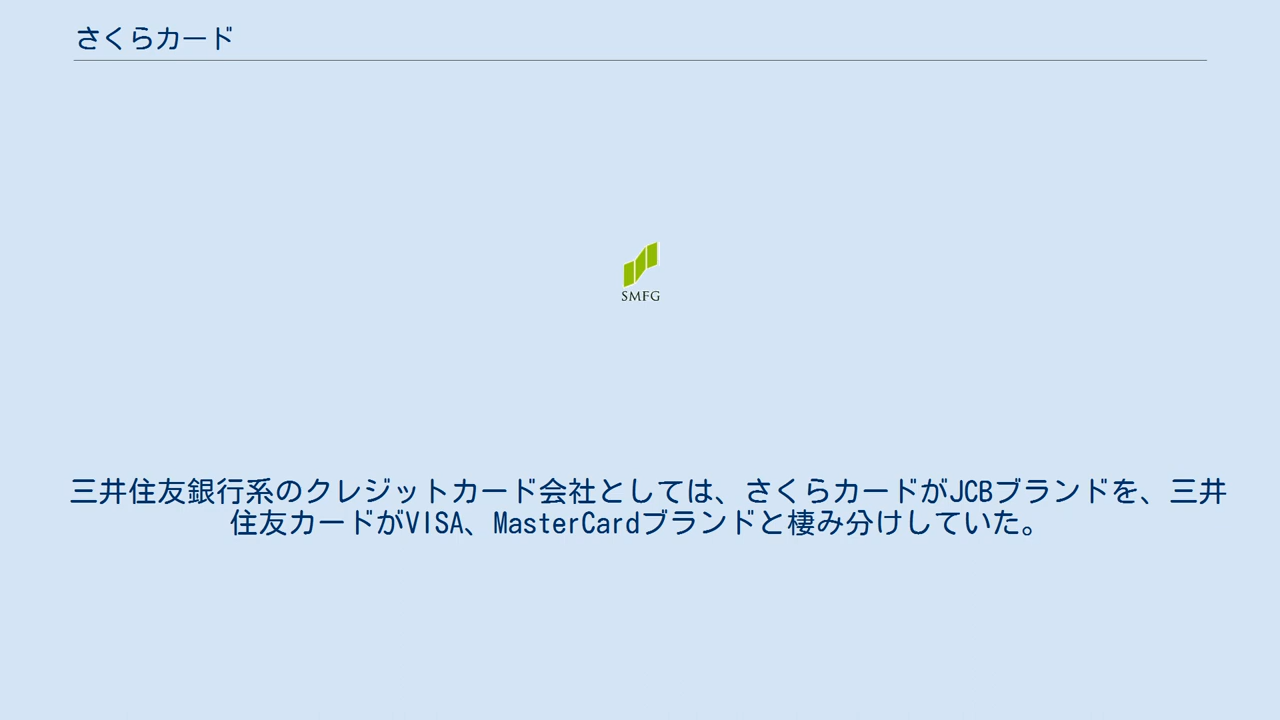 さくらカード
SMFG
三井住友銀行系のクレジットカード会社としては、さくらカードがJCBブランドを、三井
住友カードがVISA、MasterCardブランドと棲み分けしていた。